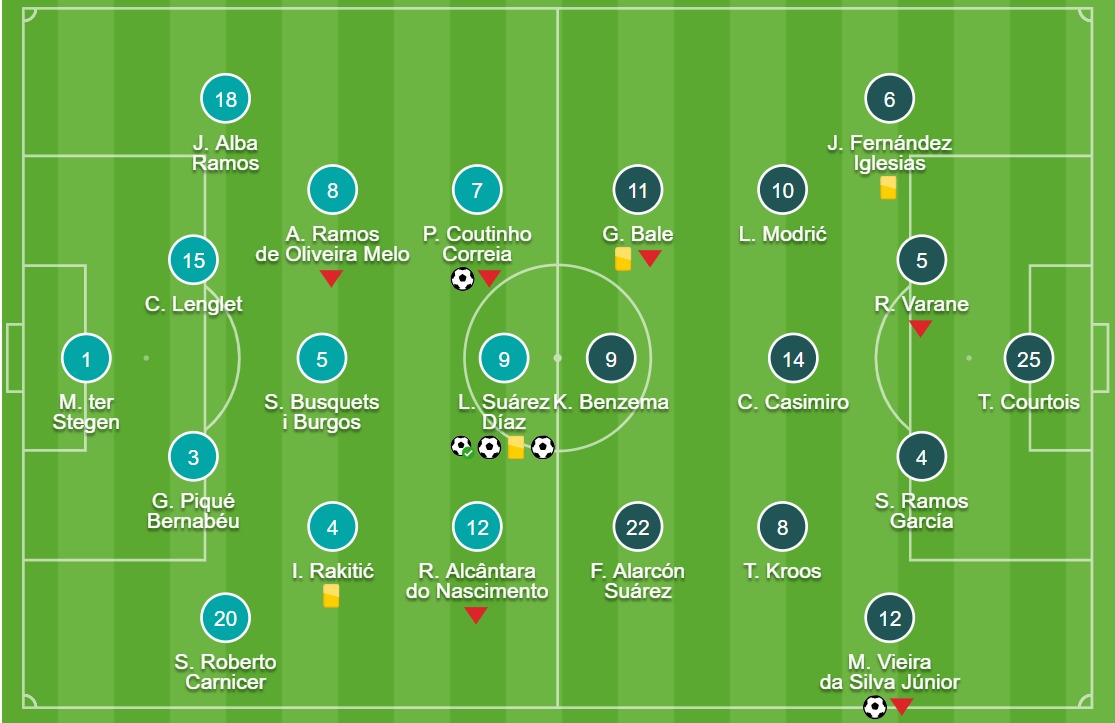 18
J. Alba
Ramos
6
J. Fernández
Iglesias
8
A. Ramos
de Oliveira Melo
7
P. Coutinho
Correia
11
G. Bale
10
L. Modrić
15
C. Lenglet
5
R. Varane
1
M. ter
Stegen
5
S. Busquets
i Burgos
9
L. Suárez
Díaz
9
K. Benzema
14
C. Casimiro
25
T. Courtois
3
G. Piqué
Bernabéu
4
S. Ramos
García
4
I. Rakitić
12
R. Alcântara
do Nascimento
22
F. Alarcón
Suárez
8
T. Kroos
20
S. Roberto
Carnicer
12
M. Vieira
da Silva Júnior